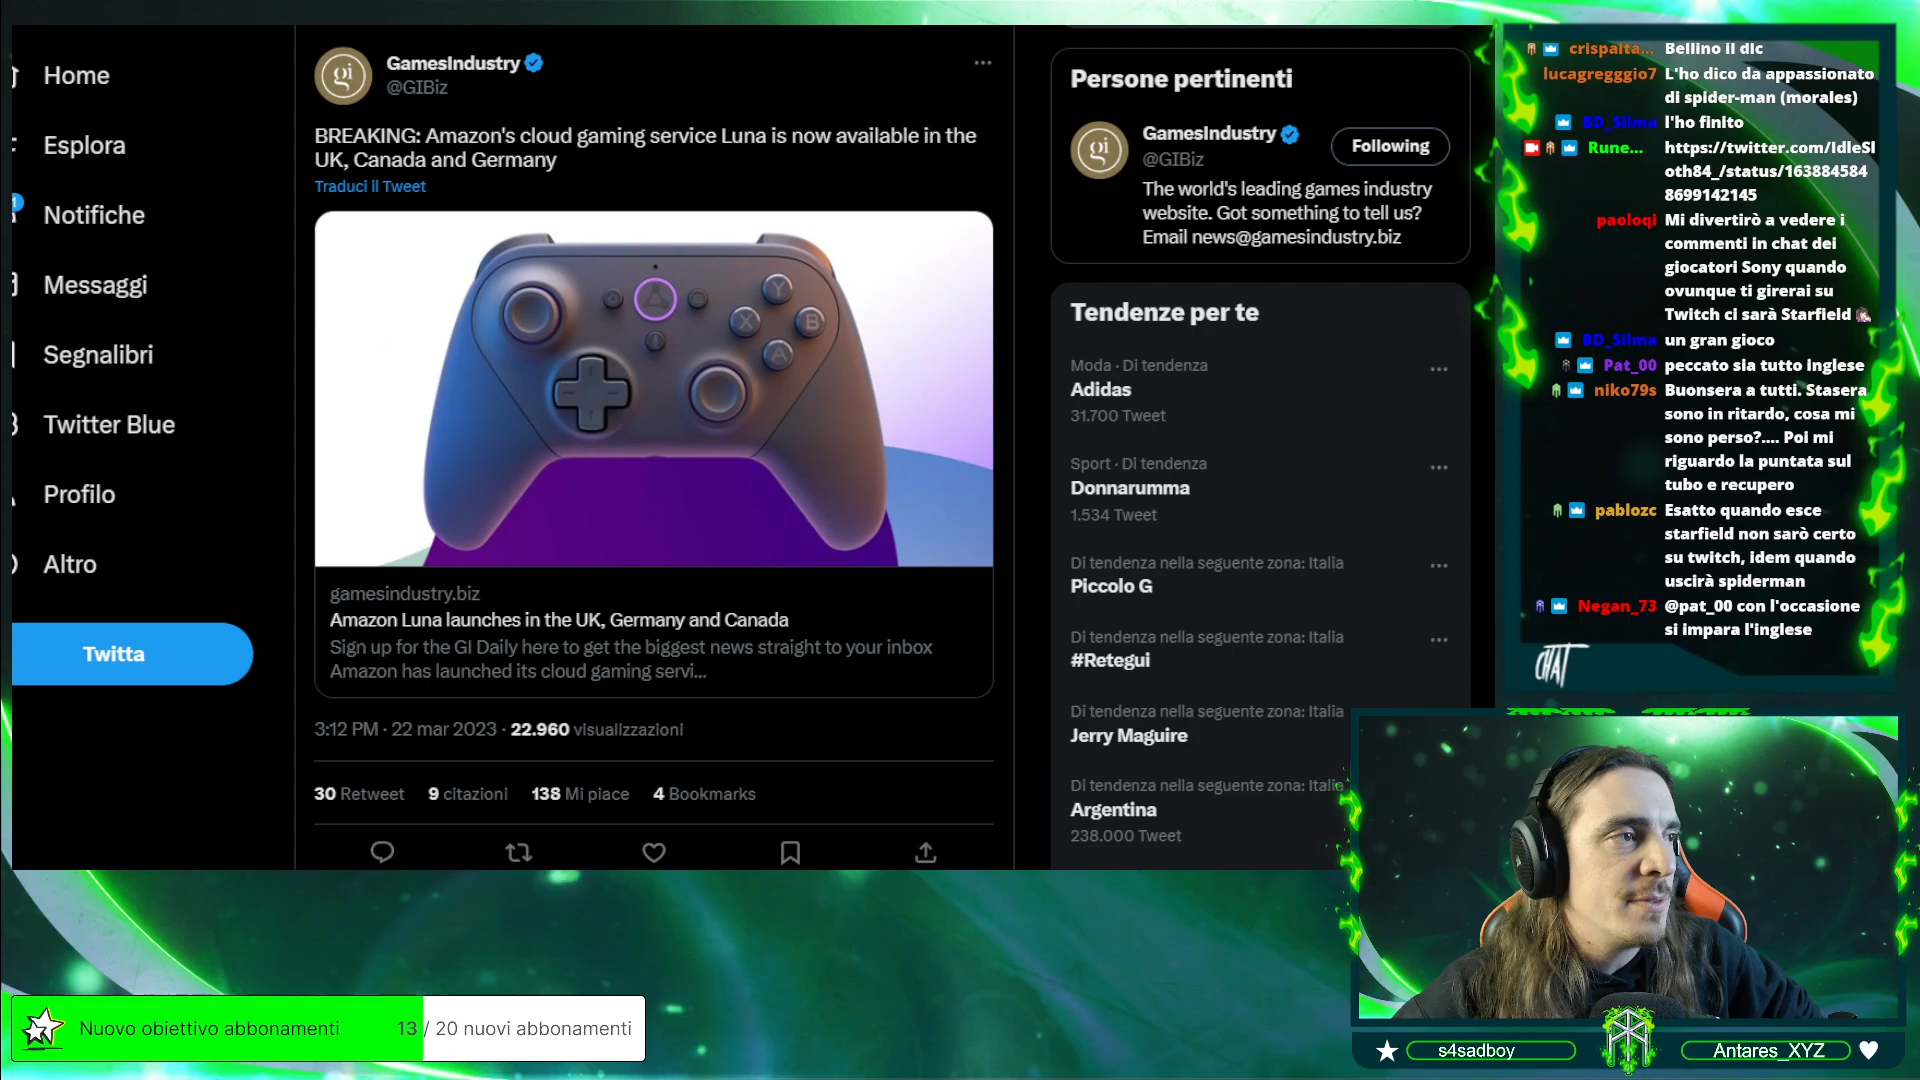 Home
Esplora
Notifiche
Messaggi
Segnalibri
Twitter Blue
Profilo
Altro
Twitta
gi
GamesIndustry
@GIBiz
BREAKING: Amazon's cloud gaming service Luna is now available in the
UK, Canada and Germany
Traduci il Tweet
Y
X
B
A
gamesindustry.biz
Amazon Luna launches in the UK, Germany and Canada
Sign up for the GI Daily here to get the biggest news straight to your inbox
Amazon has launched its cloud gaming servi...
3:12 PM · 22 mar 2023 · 22.960 visualizzazioni
30 Retweet 9 citazioni 138 Mi piace 4 Bookmarks
Persone pertinenti
gi
GamesIndustry
@GIBiz
Following
The world's leading games industry
website. Got something to tell us?
Email news@gamesindustry.biz
Tendenze per te
Moda · Di tendenza
Adidas
31.700 Tweet
Sport · Di tendenza
Donnarumma
1.534 Tweet
Di tendenza nella seguente zona: Italia
Piccolo G
Di tendenza nella seguente zona: Italia
#Retegui
Di tendenza nella seguente zona: Italia
Jerry Maguire
Di tendenza nella seguente zona: Italia
Argentina
238.000 Tweet
crispaita... Bellino il dlc
lucagregggio7 L'ho dico da appassionato
di spider-man (morales)
BD_Silma l'ho finito
Rune... https://twitter.com/IdleSl
oth84_/status/163884584
8699142145
paoloqi Mi divertirò a vedere i
commenti in chat dei
giocatori Sony quando
ovunque ti girerai su
Twitch ci sarà Starfield
BD_Silma un gran gioco
Pat_00 peccato sia tutto inglese
niko79s Buonsera a tutti. Stasera
sono in ritardo, cosa mi
sono perso?.... Poi mi
riguardo la puntata sul
tubo e recupero
pablozc Esatto quando esce
starfield non sarò certo
su twitch, idem quando
uscirà spiderman
Negan_73 @pat_00 con l'occasione
si impara l'inglese
CHAT
Nuovo obiettivo abbonamenti 13 / 20 nuovi abbonamenti
s4sadboy
Antares_XYZ